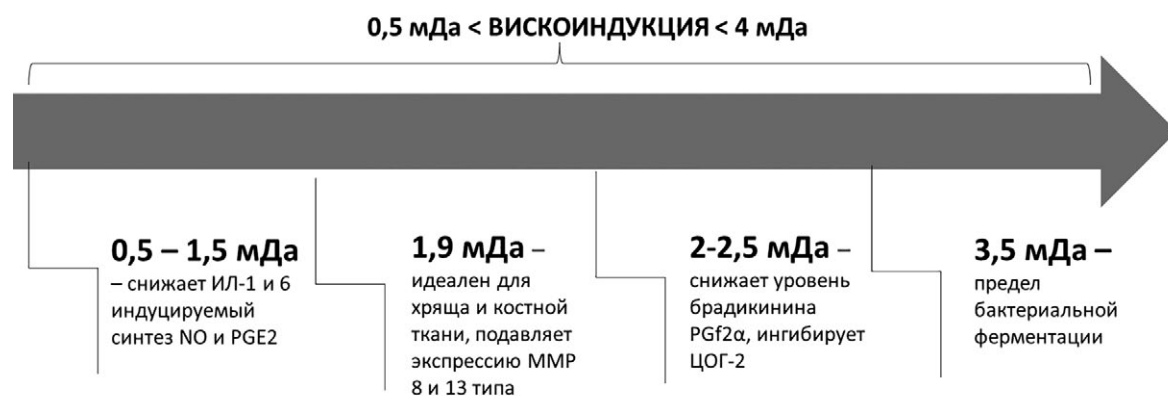 0,5 мДа < ВИСКОИНДУКЦИЯ < 4 мДа
0,5 – 1,5 мДа
– снижает ИЛ-1 и 6
индуцируемый
синтез NO и PGE2
1,9 мДа –
идеален для
хряща и костной
ткани, подавляет
экспрессию ММР
8 и 13 типа
2-2,5 мДа –
снижает уровень
брадикинина
PGf2α, ингибирует
ЦОГ-2
3,5 мДа –
предел
бактериальной
ферментации